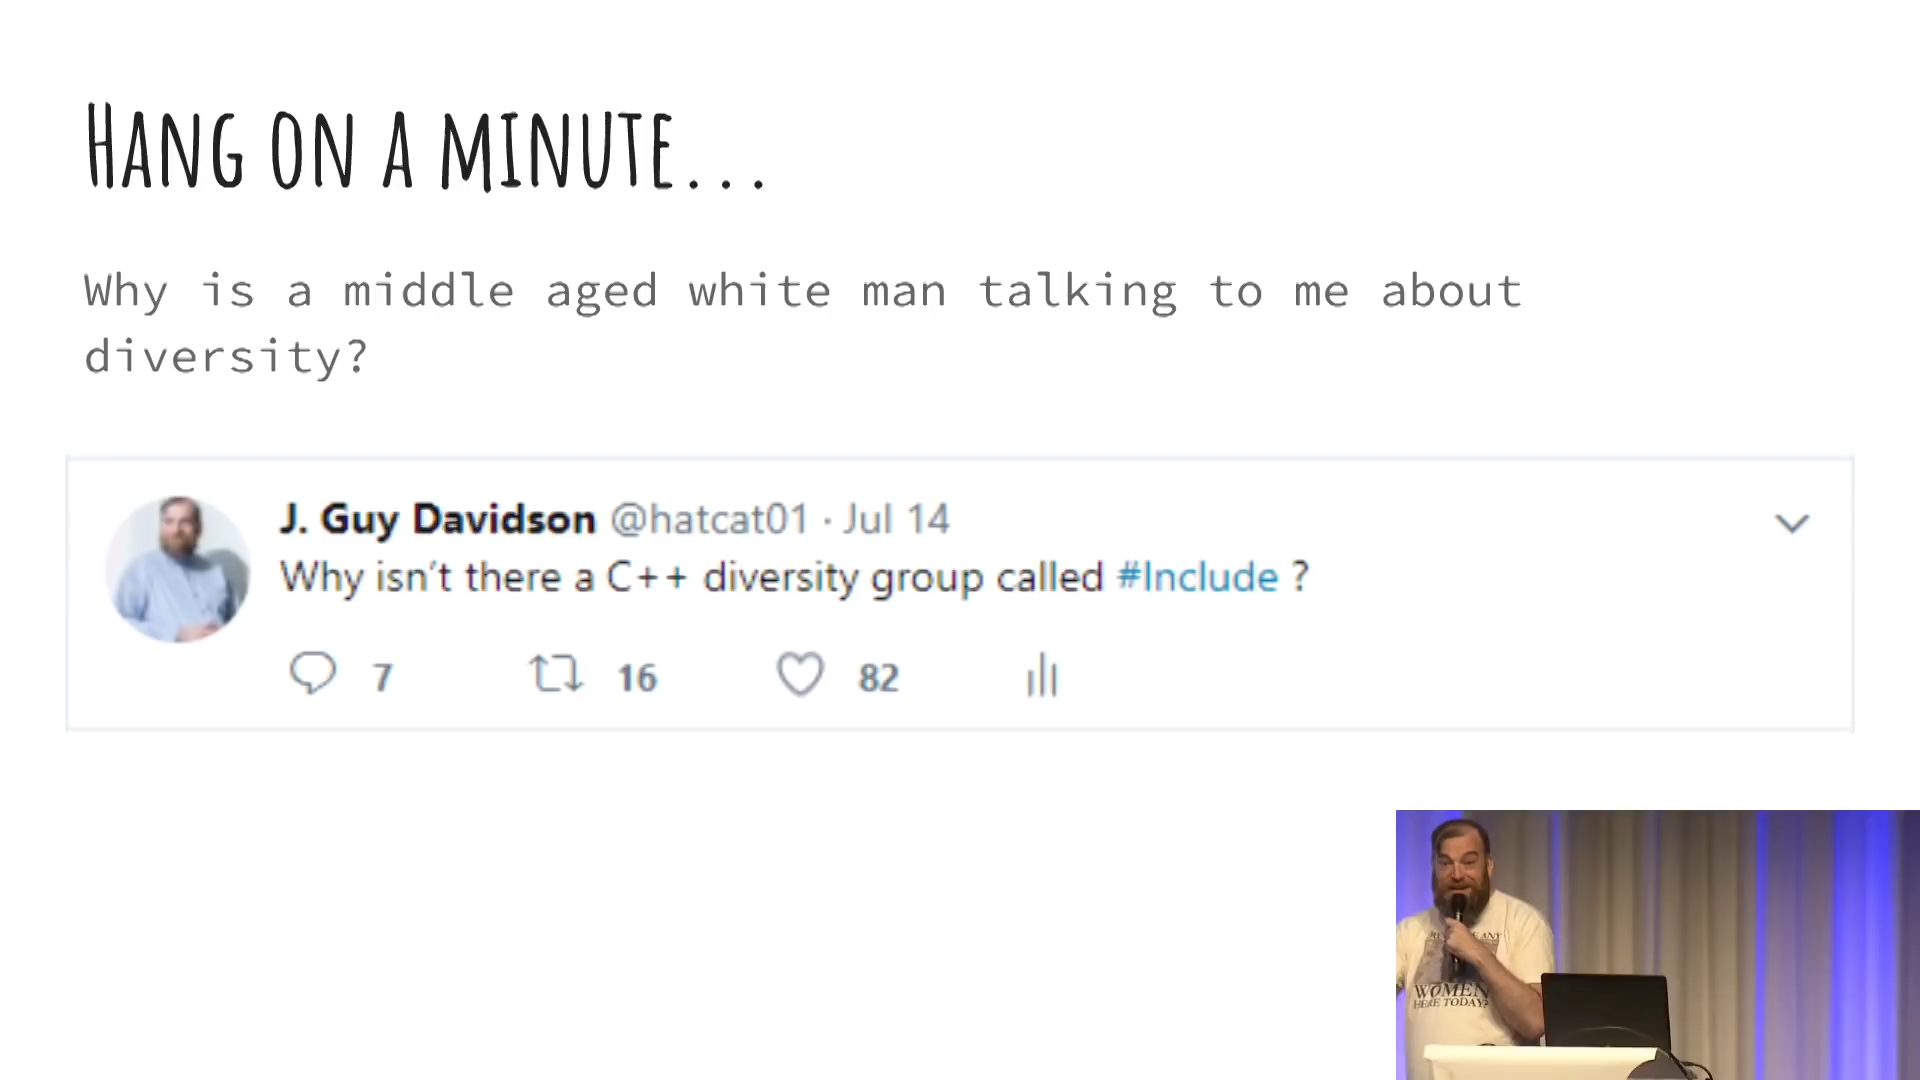 HANG ON A MINUTE...
Why is a middle aged white man talking to me about
diversity?
J. Guy Davidson @hatcat01 · Jul 14
Why isn't there a C++ diversity group called #Include ?
7 16 82
WOMEN
HERE TODAY?